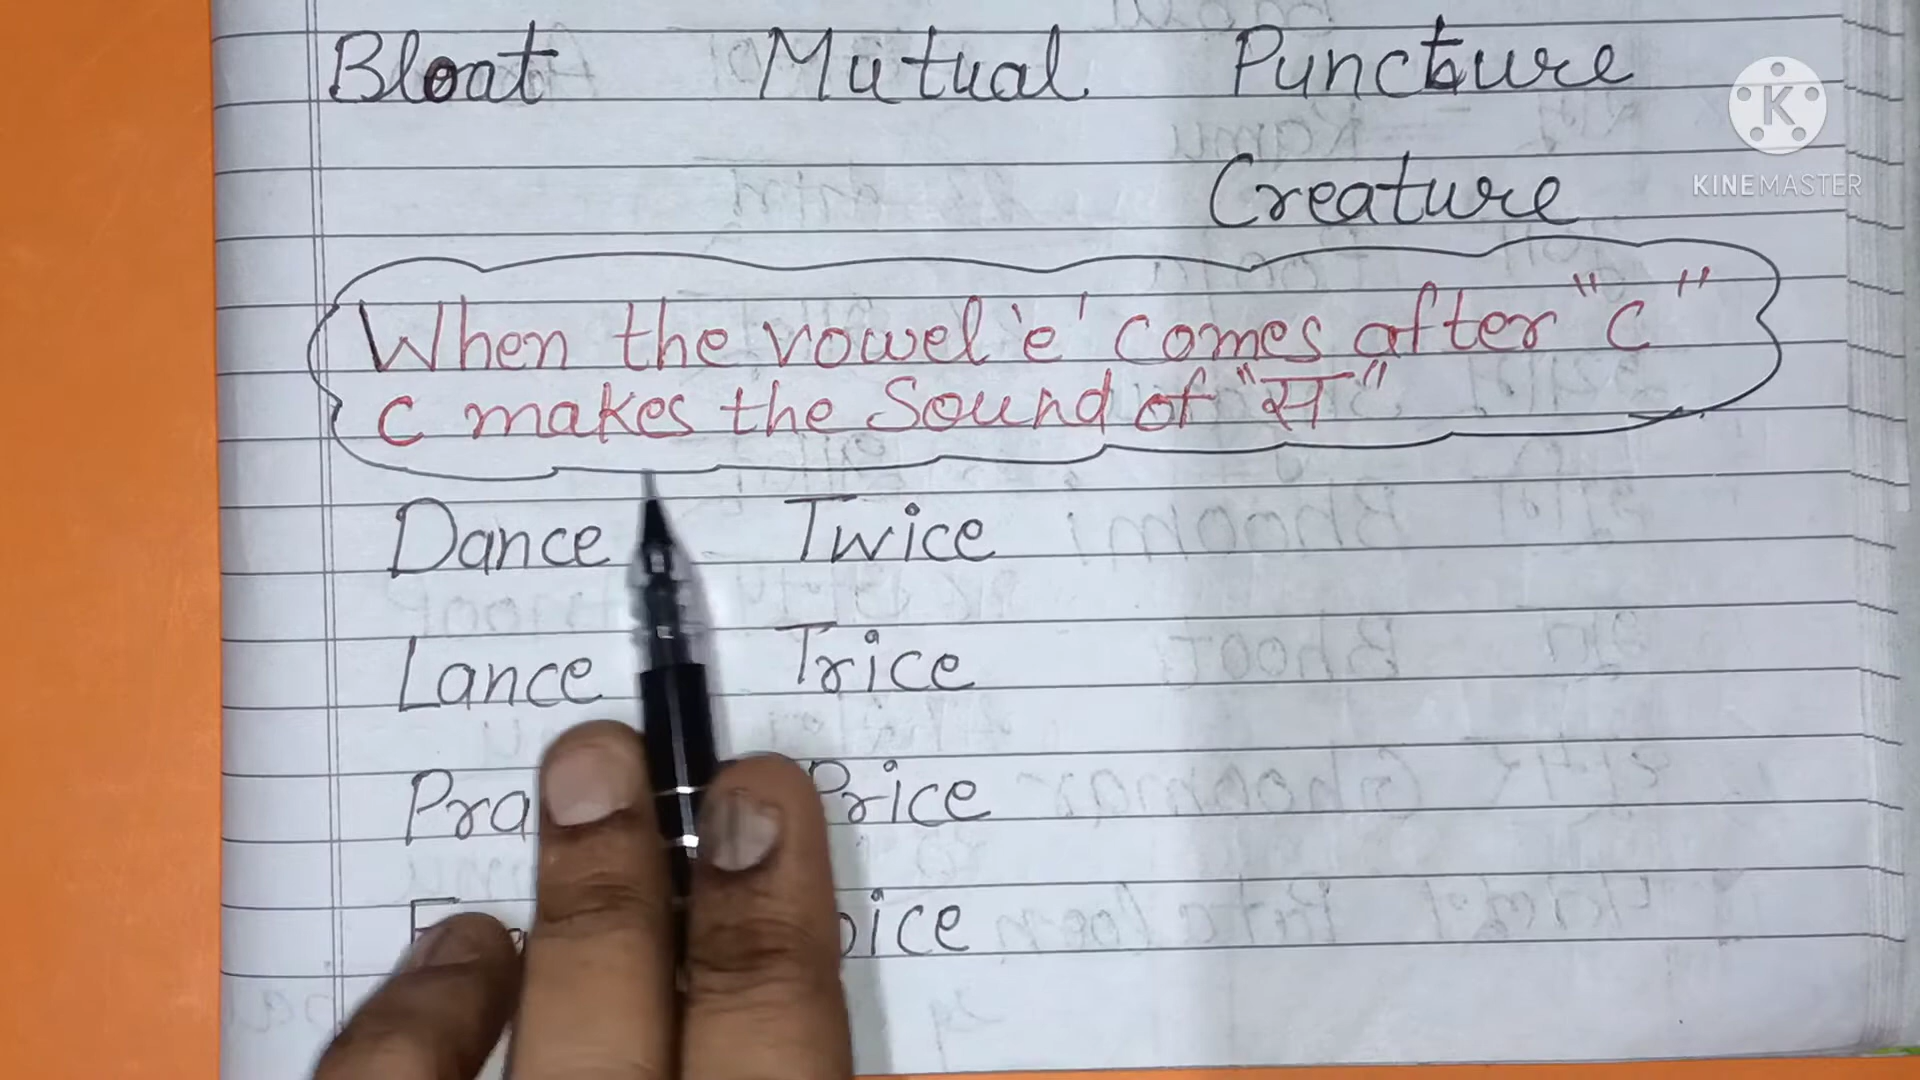 Bloat Mutual Puncture
Creature
When the vowel 'e' comes after "c"
c makes the Sound of "स"
Dance Twice
Lance Trice
Price
KINEMASTER